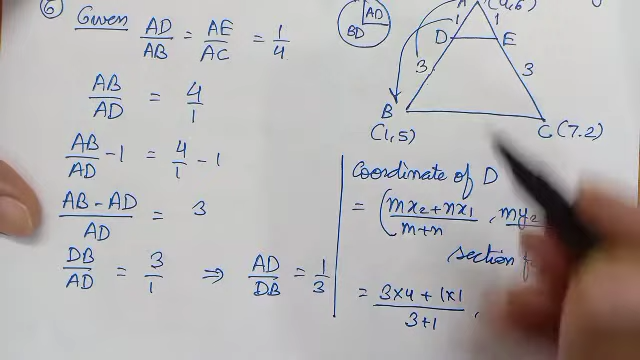 ⑥ Given AD/AB = AE/AC = 1/4
AB/AD = 4/1
AB/AD - 1 = 4/1 - 1
AB - AD/AD = 3
DB/AD = 3/1 ⇒ AD/DB = 1/3
AD
BD
A (4,6)
1 1
D E
3 3
B C (7.2)
(1,5)
Coordinate of D
= (mx₂+nx₁/m+n , my₂
section
= 3×4 + 1×1/3+1 ,